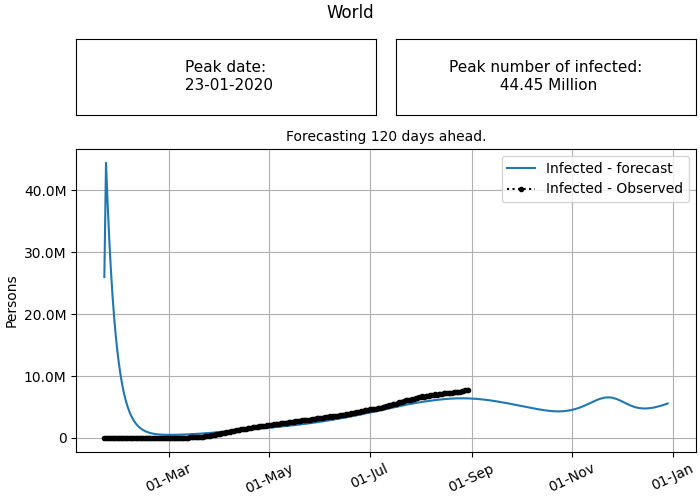 World
Peak date:
23-01-2020
Peak number of infected:
44.45 Million
Forecasting 120 days ahead.
Infected - forecast
Infected - Observed
40.0M
30.0M
20.0M
10.0M
0
Persons
01-Mar
01-May
01-Jul
01-Sep
01-Nov
01-Jan